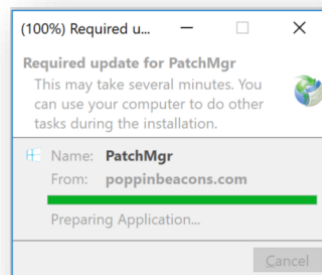 (100%) Required u...
Required update for PatchMgr
This may take several minutes. You
can use your computer to do other
tasks during the installation.
Name: PatchMgr
From: poppinbeacons.com
Preparing Application...
Cancel